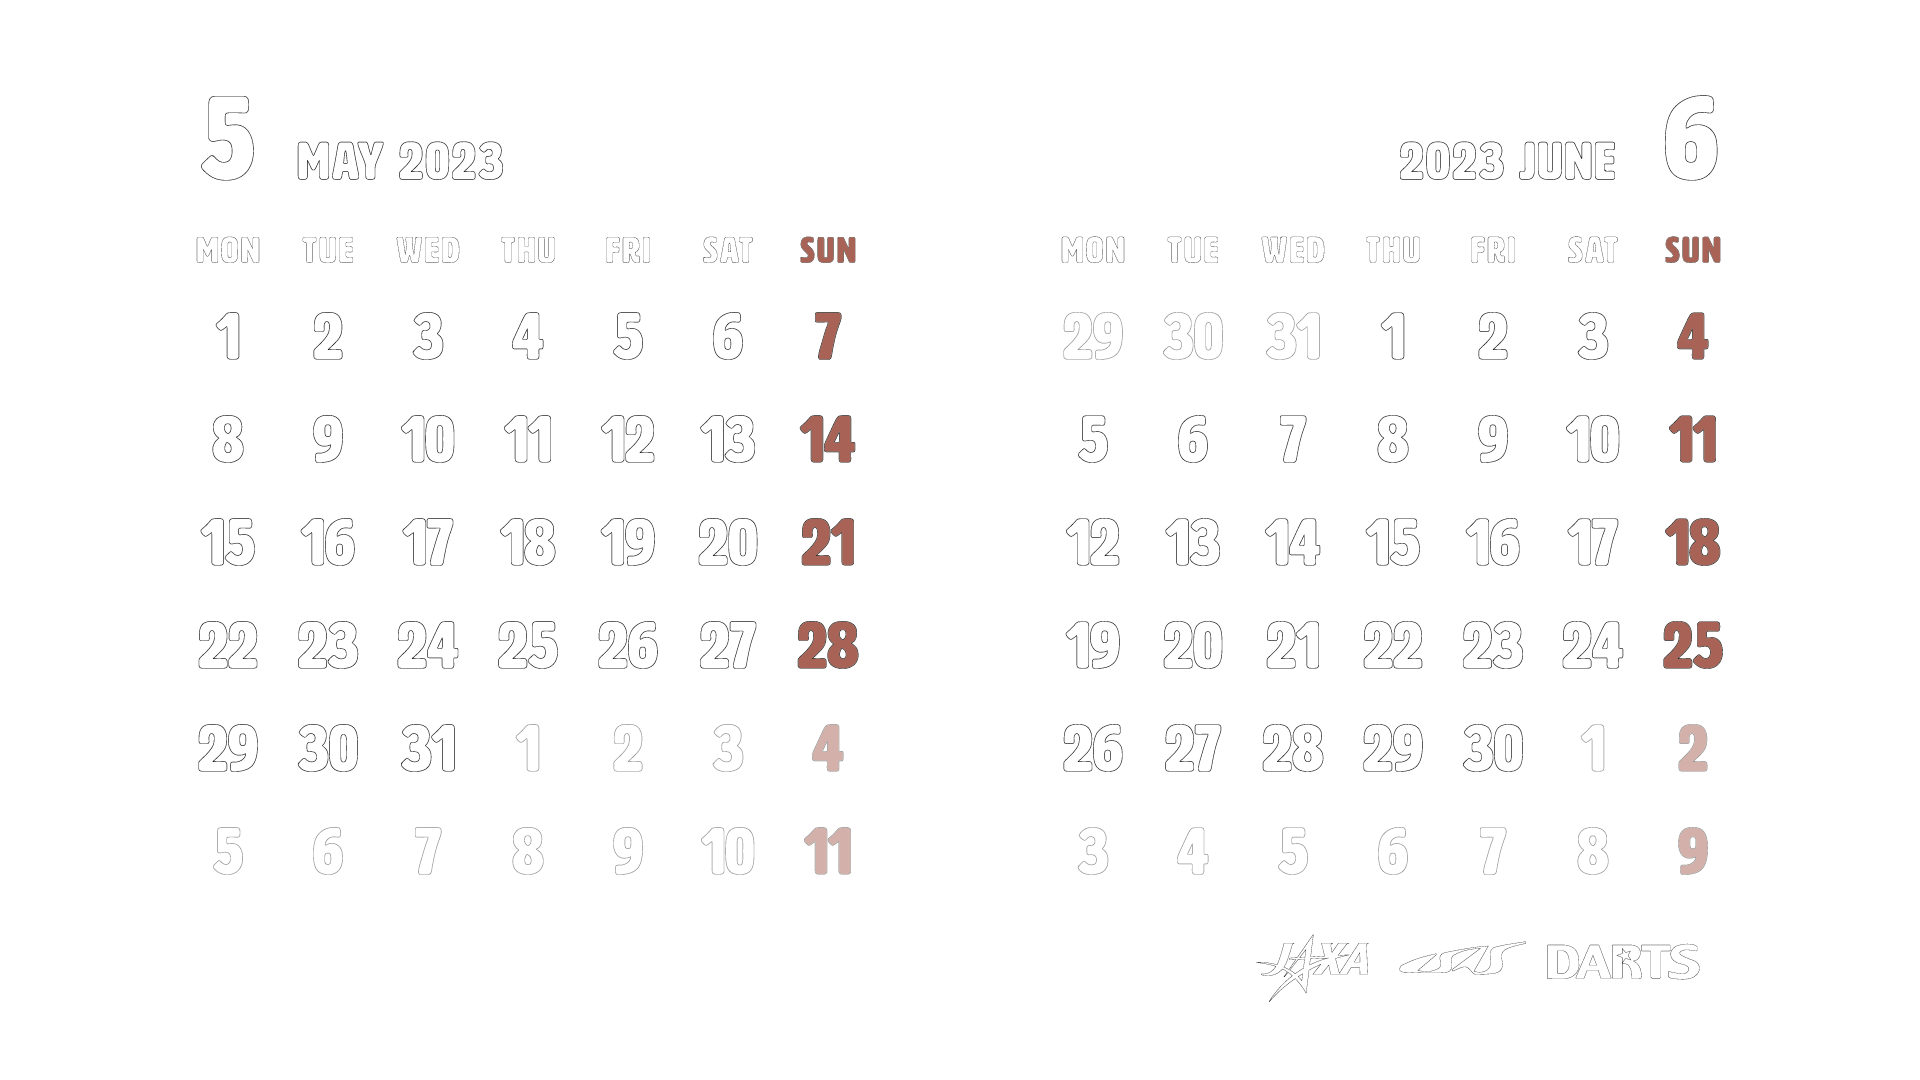 5 MAY 2023
MON TUE WED THU FRI SAT SUN
1 2 3 4 5 6 7
8 9 10 11 12 13 14
15 16 17 18 19 20 21
22 23 24 25 26 27 28
29 30 31 1 2 3 4
5 6 7 8 9 10 11
2023 JUNE 6
MON TUE WED THU FRI SAT SUN
29 30 31 1 2 3 4
5 6 7 8 9 10 11
12 13 14 15 16 17 18
19 20 21 22 23 24 25
26 27 28 29 30 1 2
3 4 5 6 7 8 9
JAXA ISAS DARTS